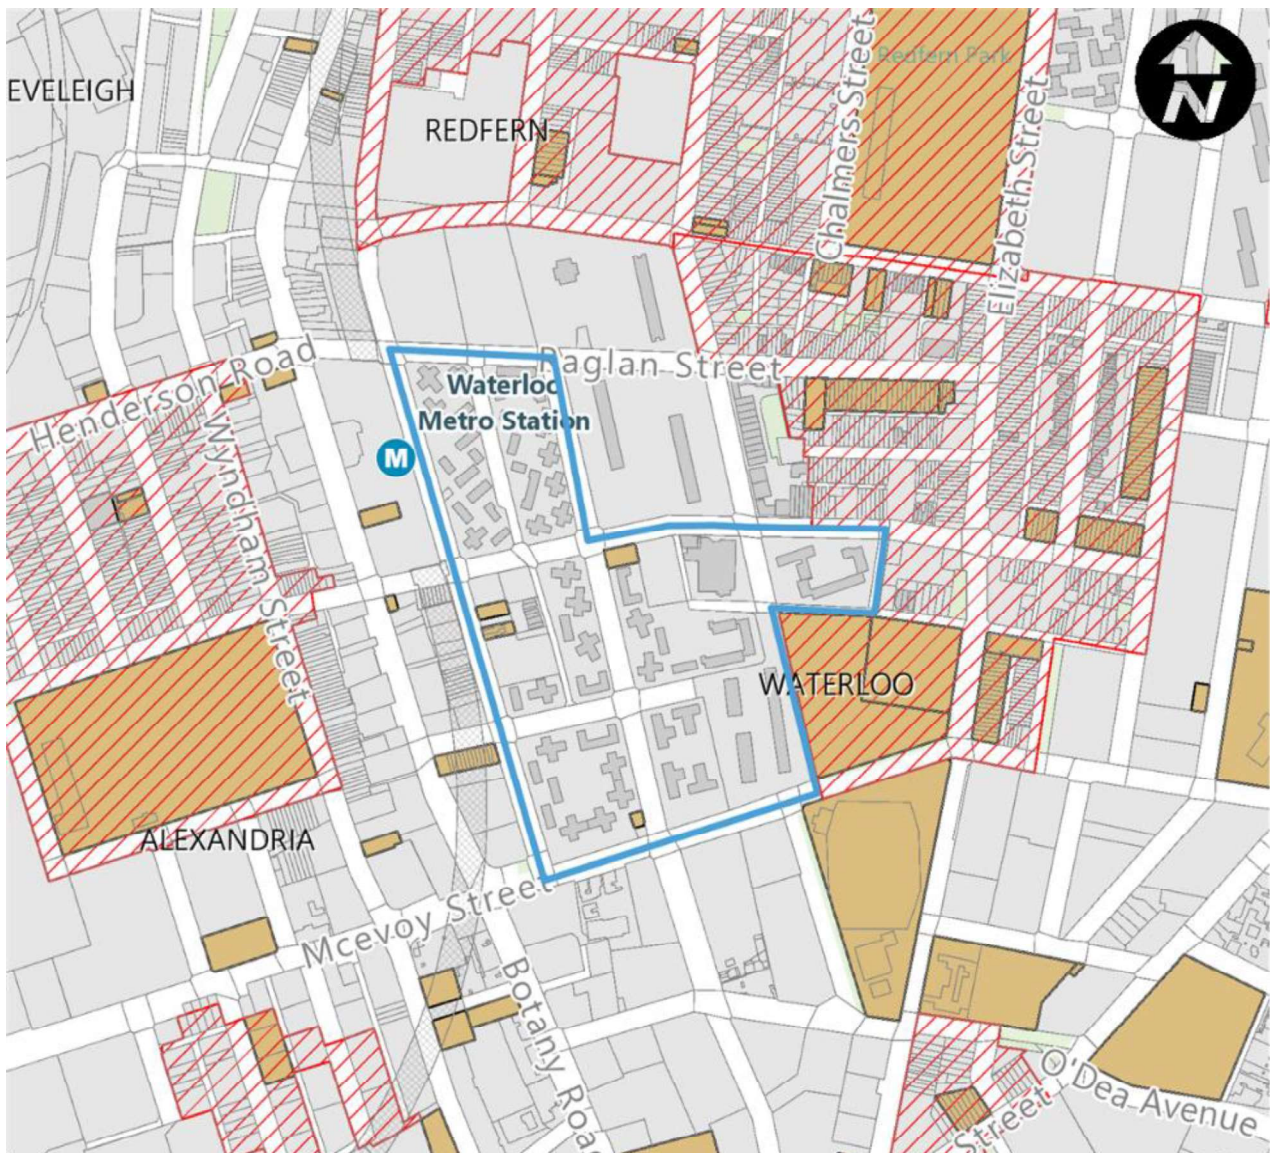 Redfern Park
EVELEIGH
N
REDFERN
Chalmers Street
Elizabeth Street
Henderson Road
Raglan Street
Waterloo
Metro Station
Wyndham Street
M
WATERLOO
ALEXANDRIA
Mcevoy Street
Botany Roa
O'Dea Avenue
Street